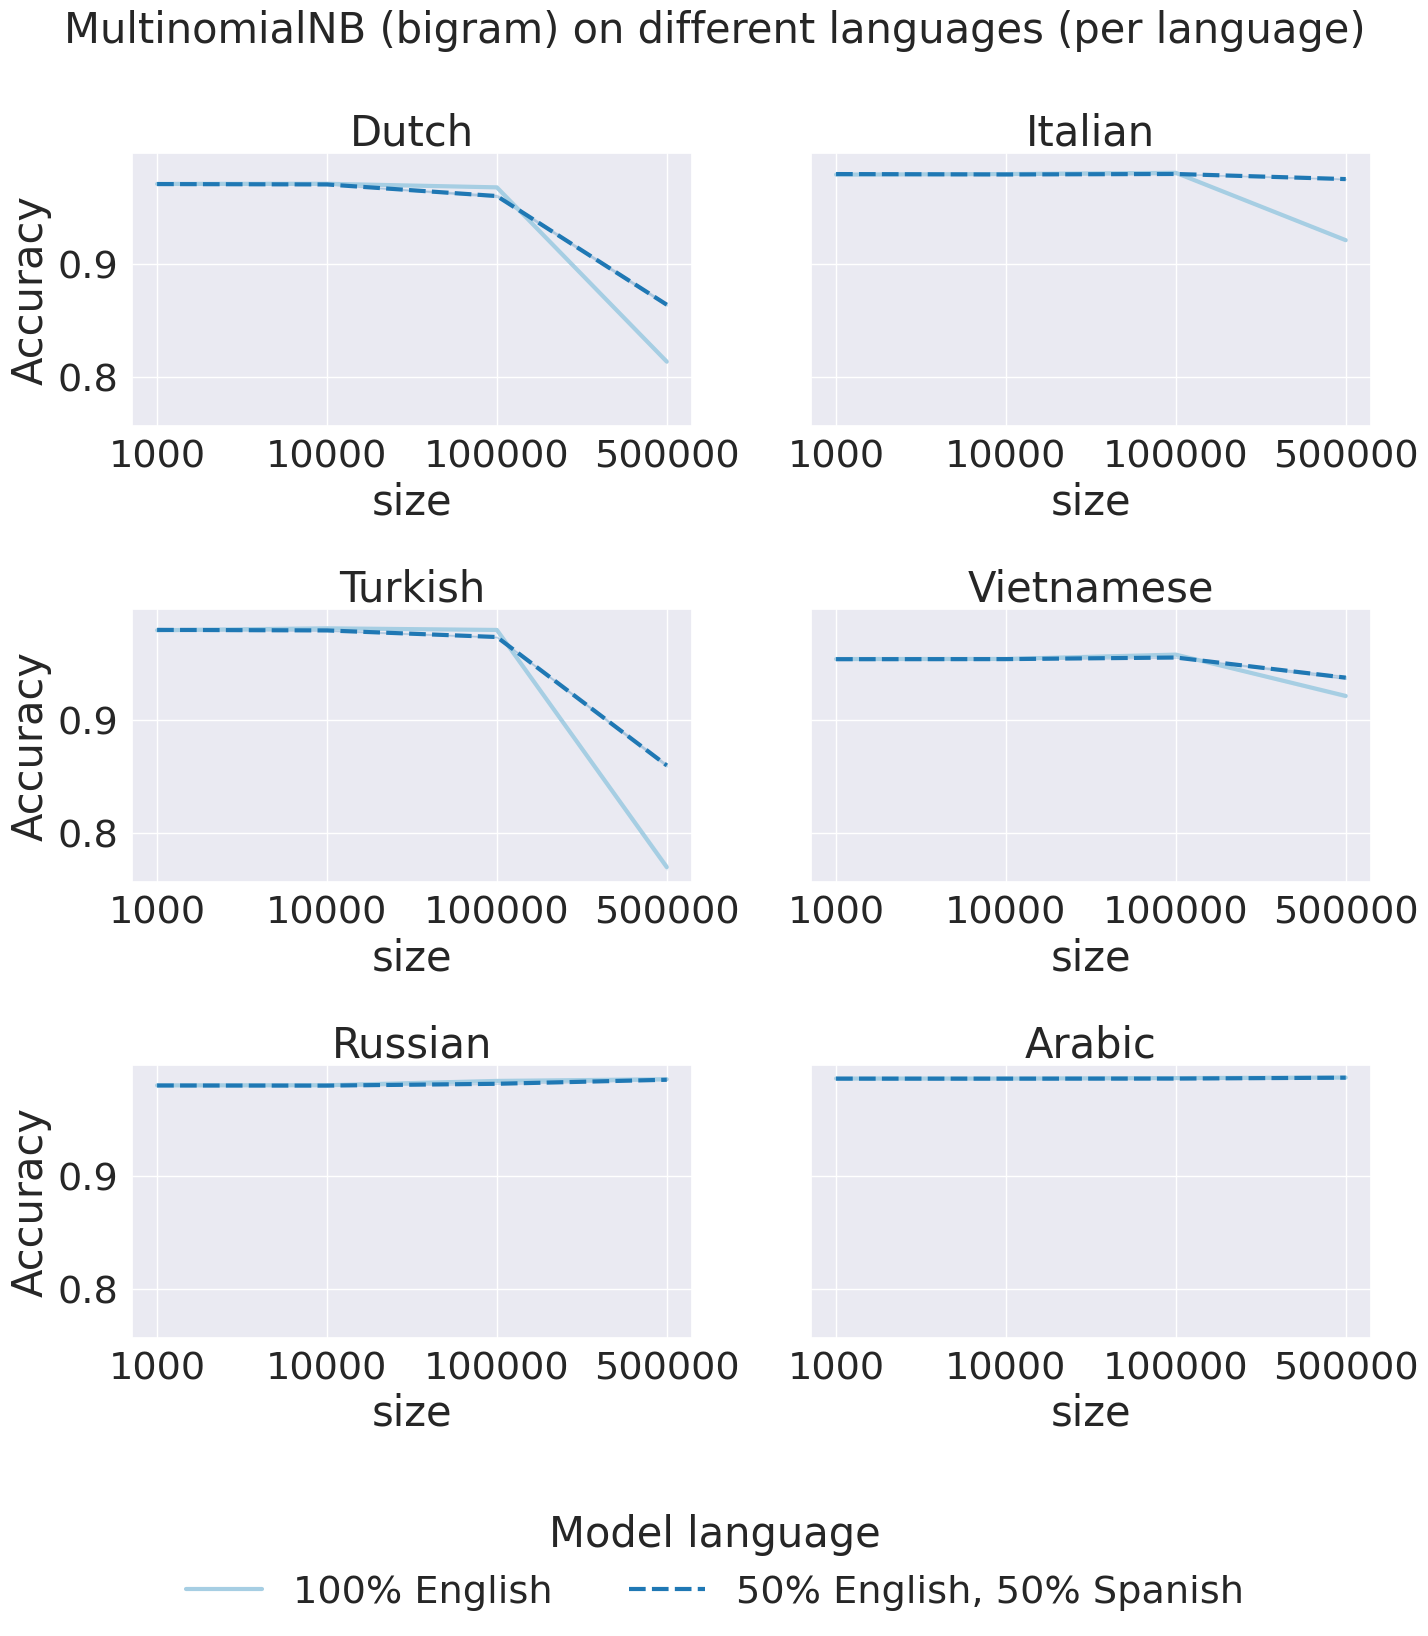 MultinomialNB (bigram) on different languages (per language)
Dutch
Accuracy
0.9
0.8
1000 10000 100000 500000
size
Italian
1000 10000 100000 500000
size
Turkish
Accuracy
0.9
0.8
1000 10000 100000 500000
size
Vietnamese
1000 10000 100000 500000
size
Russian
Accuracy
0.9
0.8
1000 10000 100000 500000
size
Arabic
1000 10000 100000 500000
size
Model language
100% English
50% English, 50% Spanish